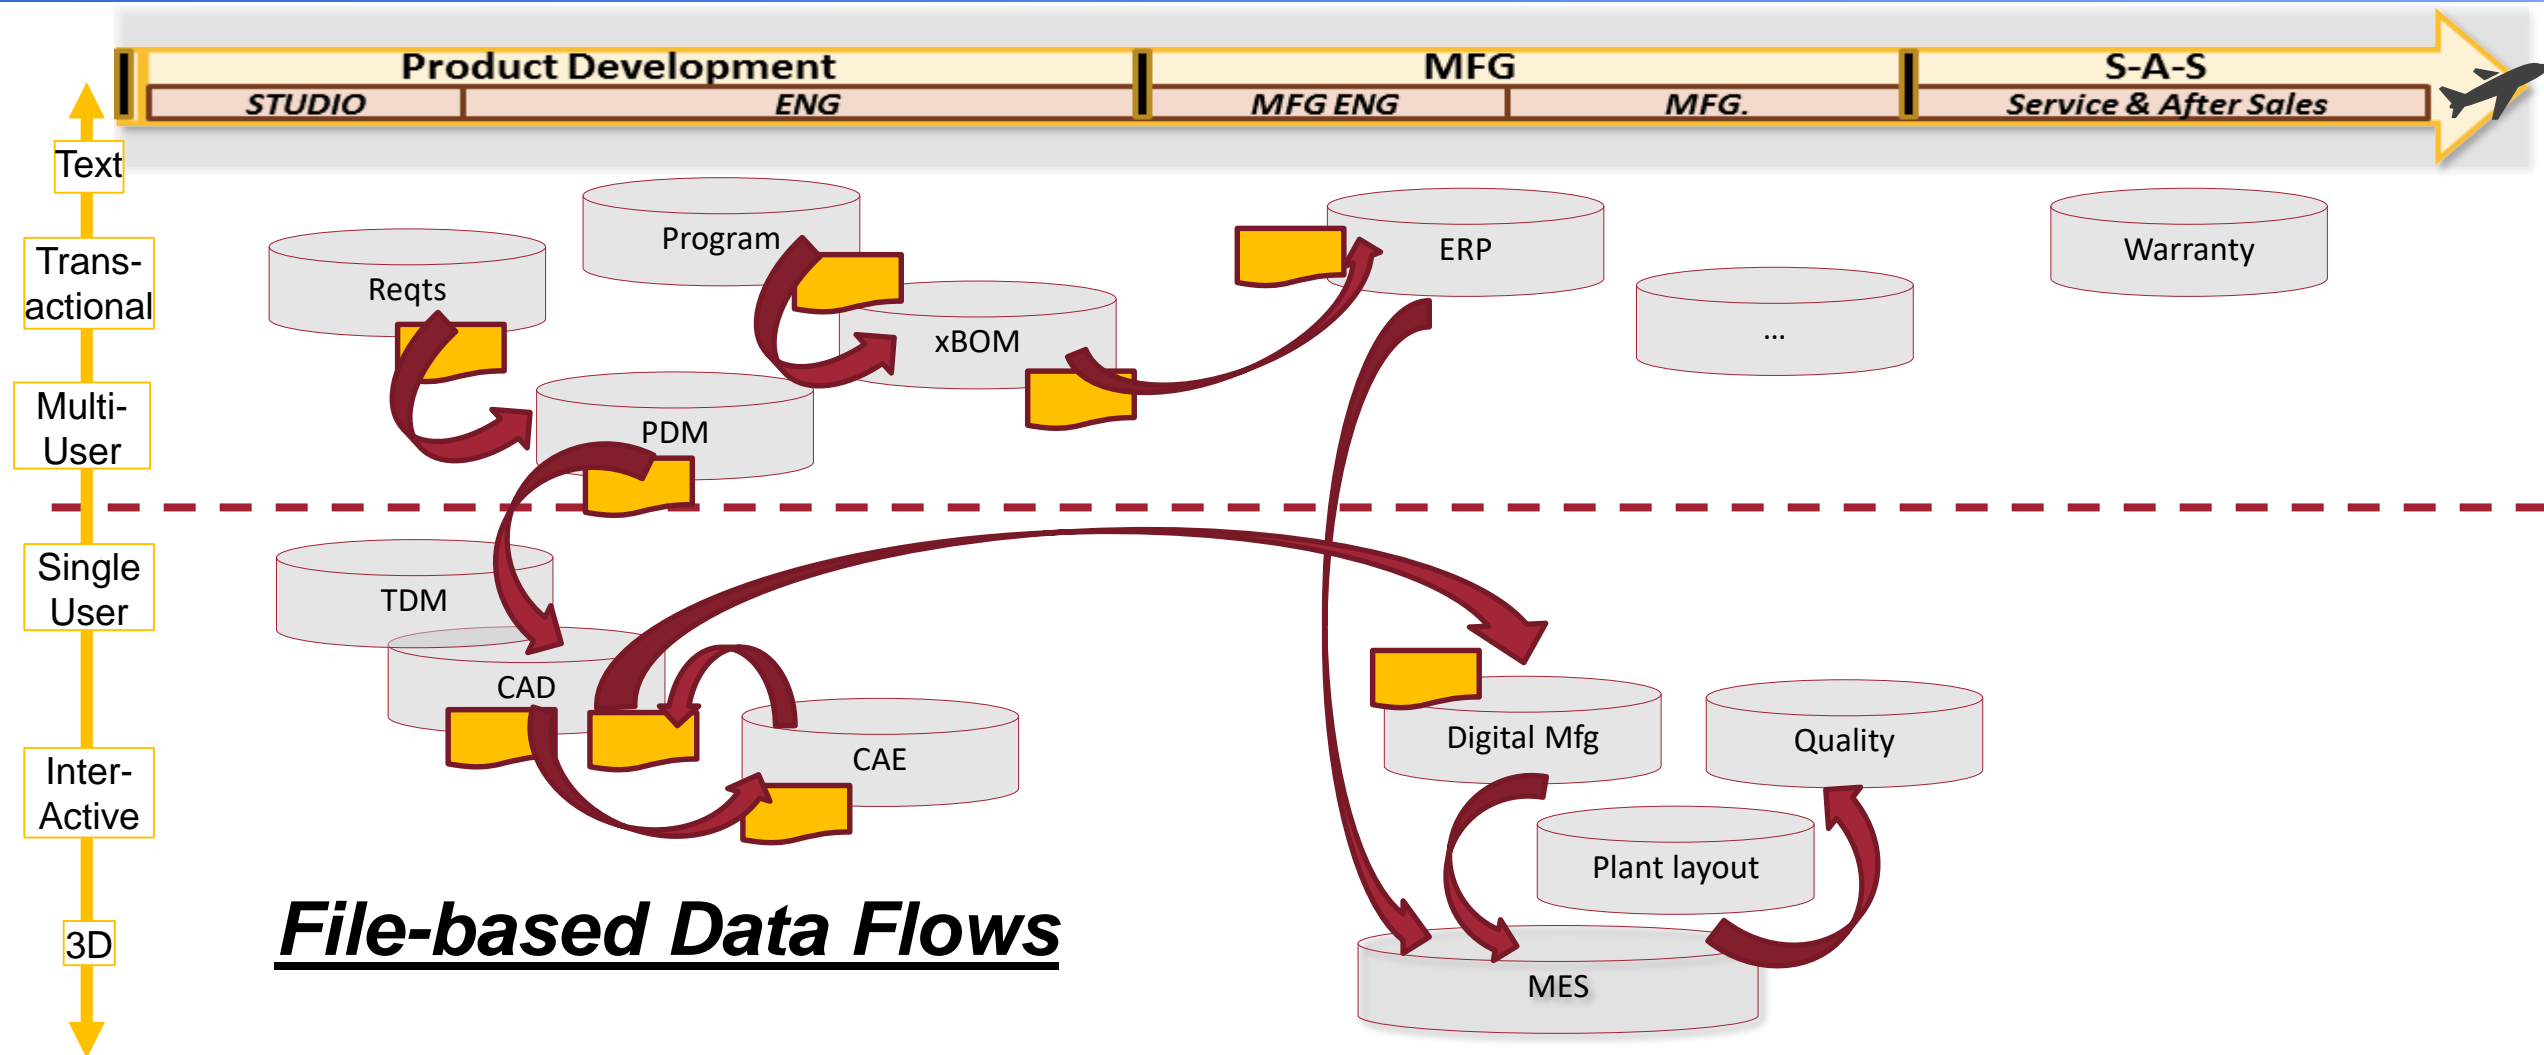 Product Development
MFG
S-A-S
STUDIO
ENG
MFG ENG
MFG.
Service & After Sales
Text
Trans-
actional
Multi-
User
Single
User
Inter-
Active
3D
Reqts
Program
xBOM
PDM
ERP
...
Warranty
TDM
CAD
CAE
Digital Mfg
Quality
Plant layout
MES
File-based Data Flows